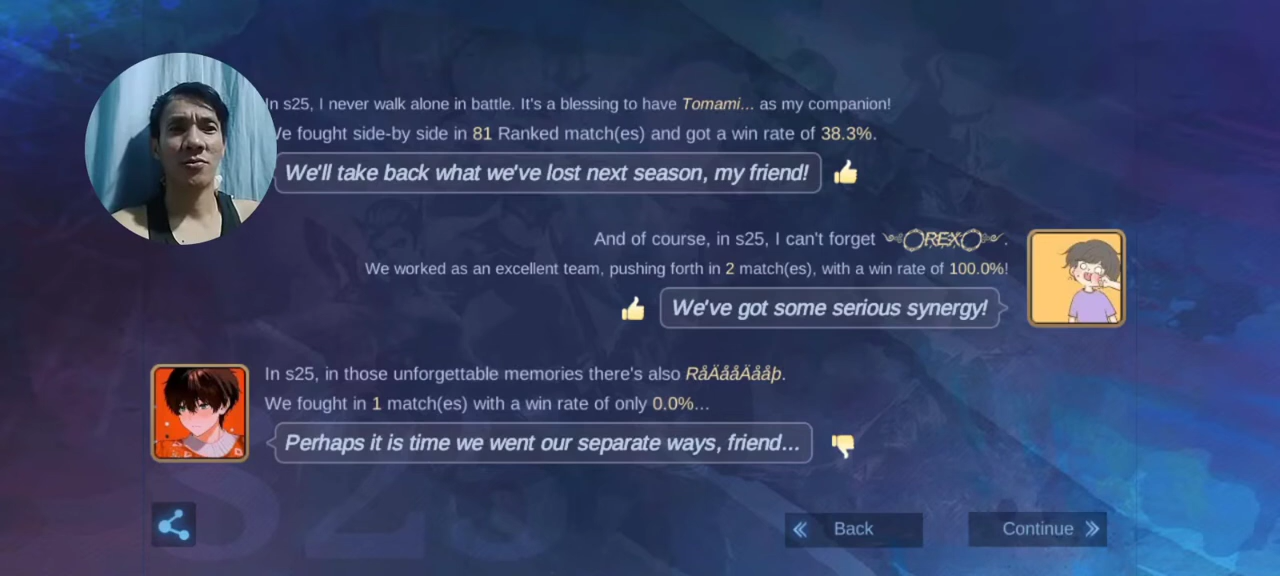 In s25, I never walk alone in battle. It's a blessing to have Tomami... as my companion!
We fought side-by side in 81 Ranked match(es) and got a win rate of 38.3%.
We'll take back what we've lost next season, my friend!
And of course, in s25, I can't forget OREXO.
We worked as an excellent team, pushing forth in 2 match(es), with a win rate of 100.0%!
We've got some serious synergy!
In s25, in those unforgettable memories there's also RåÄååÄååþ.
We fought in 1 match(es) with a win rate of only 0.0%...
Perhaps it is time we went our separate ways, friend...
S25
Back
Continue